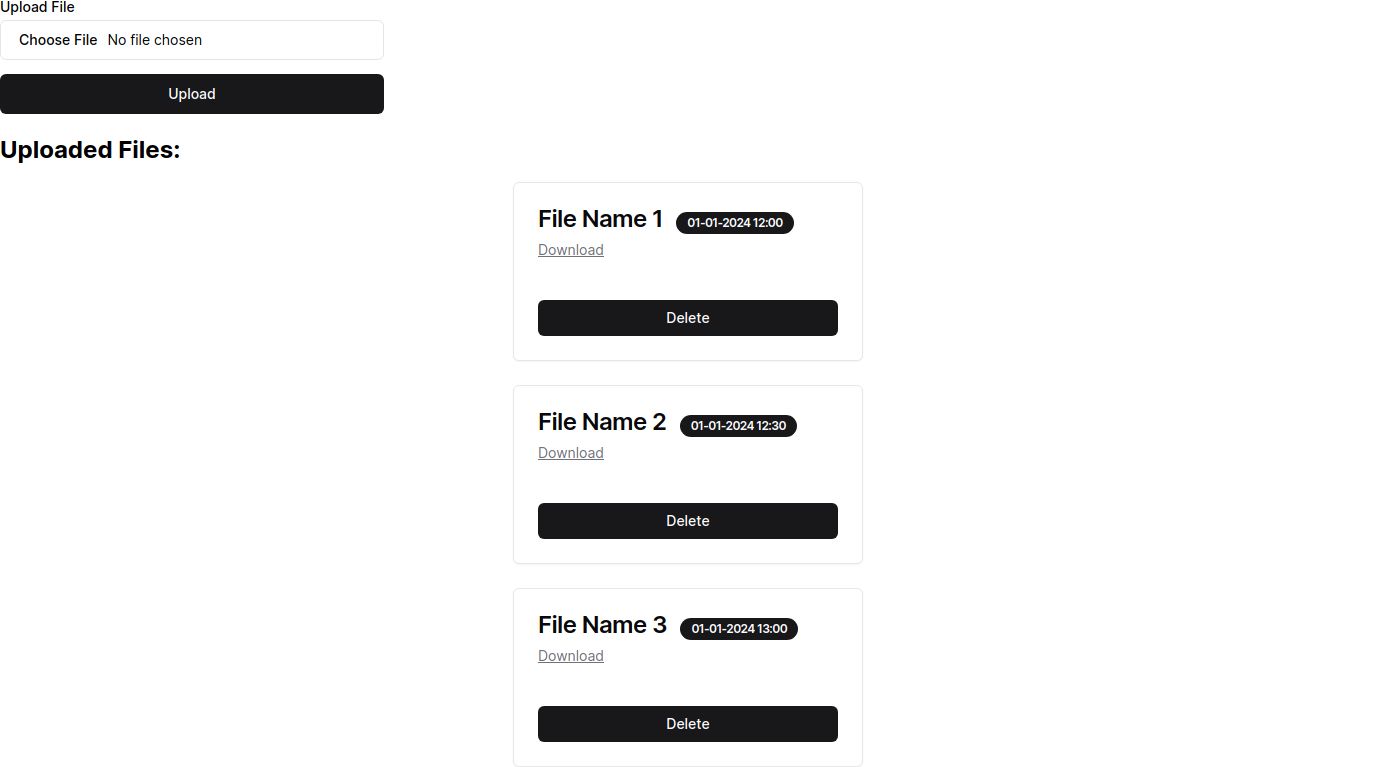 Upload File
Choose File No file chosen
Upload
Uploaded Files:
File Name 1 01-01-2024 12:00
Download
Delete
File Name 2 01-01-2024 12:30
Download
Delete
File Name 3 01-01-2024 13:00
Download
Delete